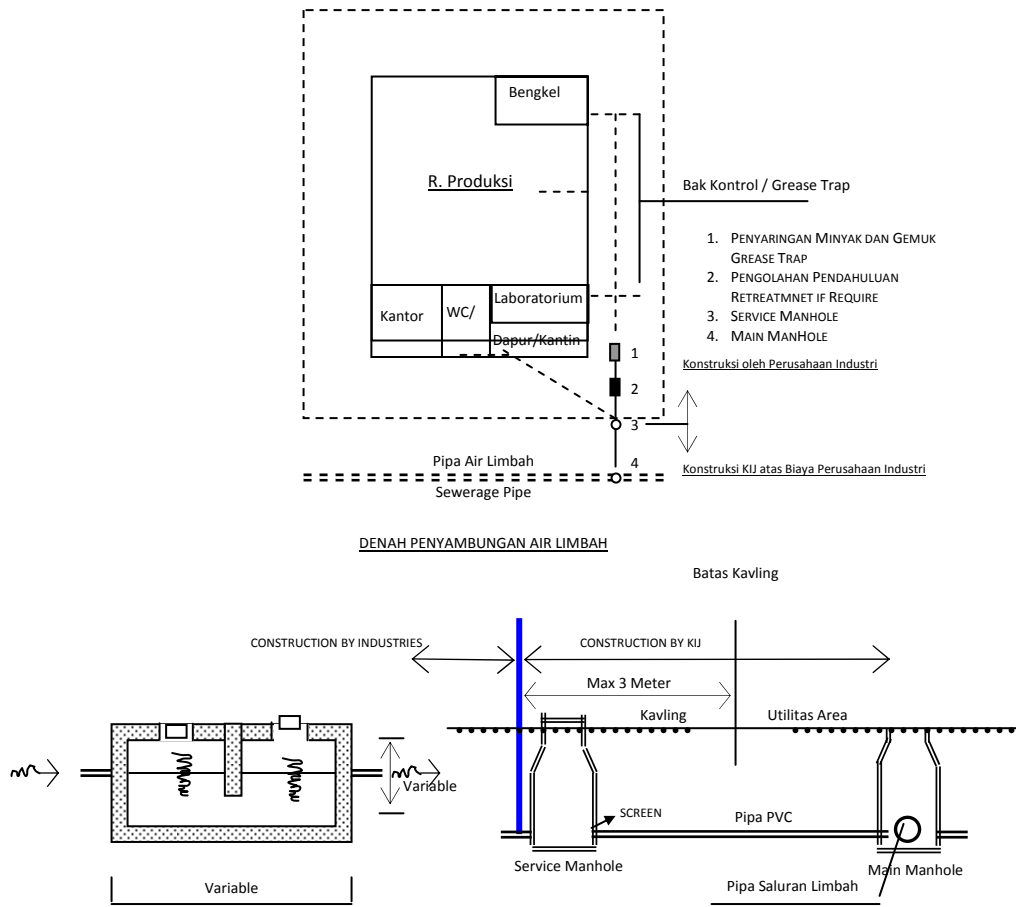 Bengkel
R. Produksi
Bak Kontrol / Grease Trap
1. PENYARINGAN MINYAK DAN GEMUK
GREASE TRAP
2. PENGOLAHAN PENDAHULUAN
RETREATMNET IF REQUIRE
3. SERVICE MANHOLE
4. MAIN MANHOLE
Kantor
WC/
Laboratorium
Dapur/Kantin
1
Konstruksi oleh Perusahaan Industri
2
3
4
Pipa Air Limbah
Konstruksi KIJ atas Biaya Perusahaan Industri
Sewerage Pipe
DENAH PENYAMBUNGAN AIR LIMBAH
Batas Kavling
CONSTRUCTION BY INDUSTRIES
CONSTRUCTION BY KIJ
Max 3 Meter
Kavling
Utilitas Area
Variable
SCREEN
Pipa PVC
Service Manhole
Main Manhole
Variable
Pipa Saluran Limbah